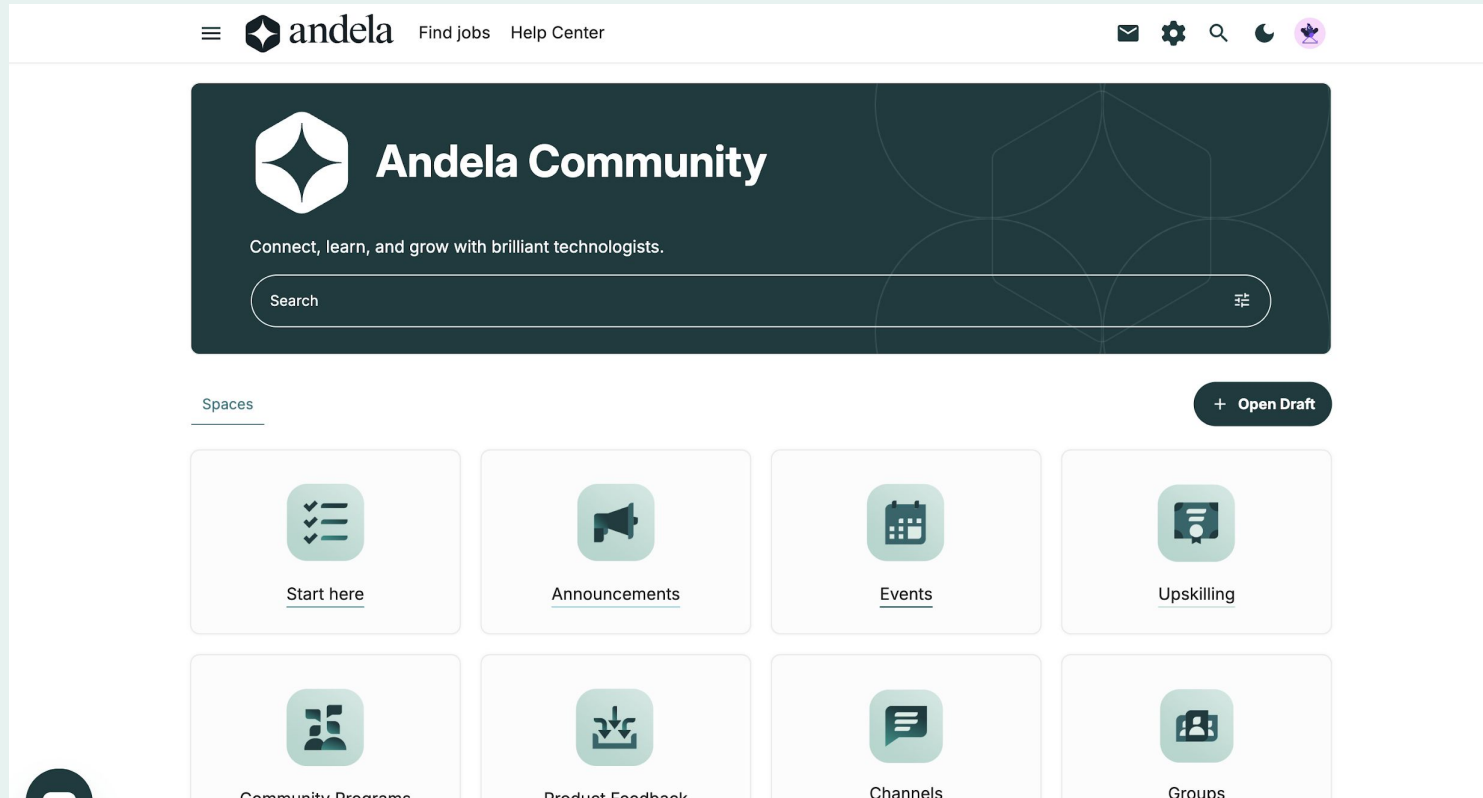 andela Find jobs Help Center
Andela Community
Connect, learn, and grow with brilliant technologists.
Search
Spaces
+ Open Draft
Start here
Announcements
Events
Upskilling
Community Programs
Product Feedback
Channels
Groups